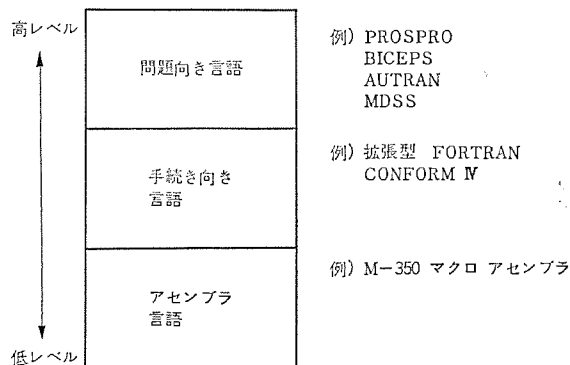 高レベル
問題向き言語
例) PROSPRO
BICEPS
AUTRAN
MDSS
手続き向き
言語
例) 拡張型 FORTRAN
CONFORM Ⅳ
アセンブラ
言語
例) M-350 マクロ アセンブラ
低レベル